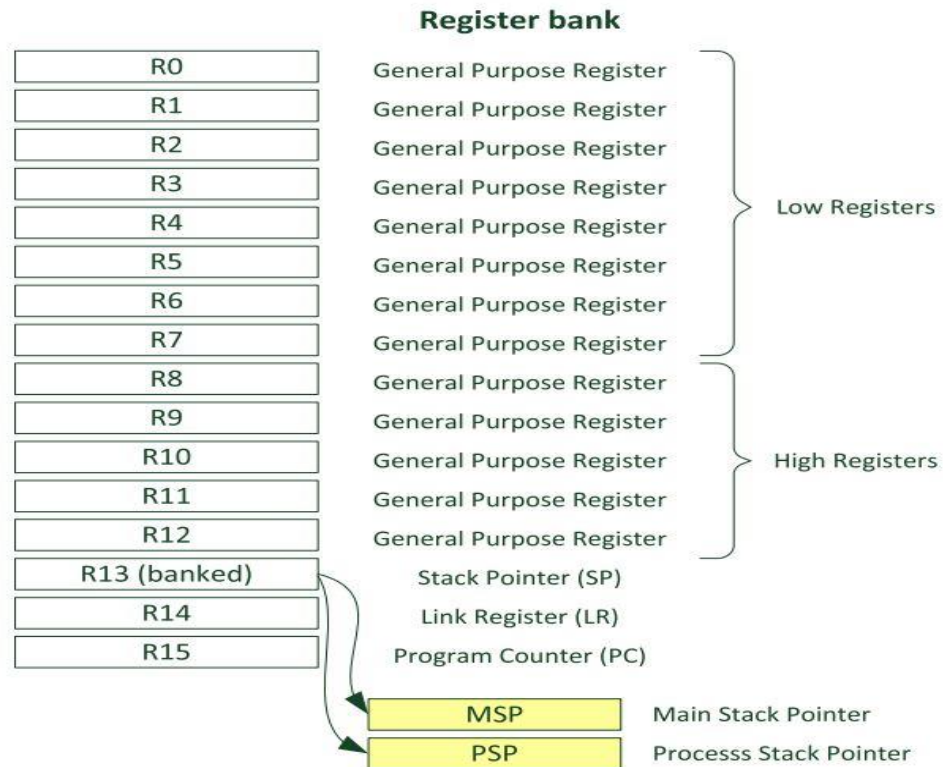 Register bank
R0 General Purpose Register
R1 General Purpose Register
R2 General Purpose Register
R3 General Purpose Register
R4 General Purpose Register
R5 General Purpose Register
R6 General Purpose Register
R7 General Purpose Register
Low Registers
R8 General Purpose Register
R9 General Purpose Register
R10 General Purpose Register
R11 General Purpose Register
R12 General Purpose Register
High Registers
R13 (banked) Stack Pointer (SP)
R14 Link Register (LR)
R15 Program Counter (PC)
MSP Main Stack Pointer
PSP Processs Stack Pointer